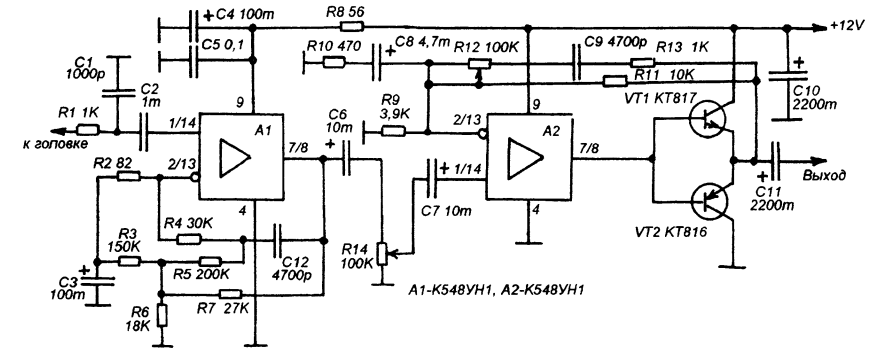 C4 100m
R8 56
+12V
C5 0,1
R10 470
C8 4,7m
R12 100K
C9 4700p
R13 1K
C1
1000p
C2
1m
R11 10K
C10
2200m
VT1 КТ817
R1 1K
к головке
9
A1
1/14
2/13
7/8
4
C6
10m
R9
3,9K
9
A2
2/13
1/14
7/8
4
C7 10m
R2 82
R4 30K
R3
150K
R5 200K
C12
4700p
R14
100K
C3
100m
R6
18K
R7 27K
C11
2200m
Выход
VT2 КТ816
A1-К548УН1, A2-К548УН1